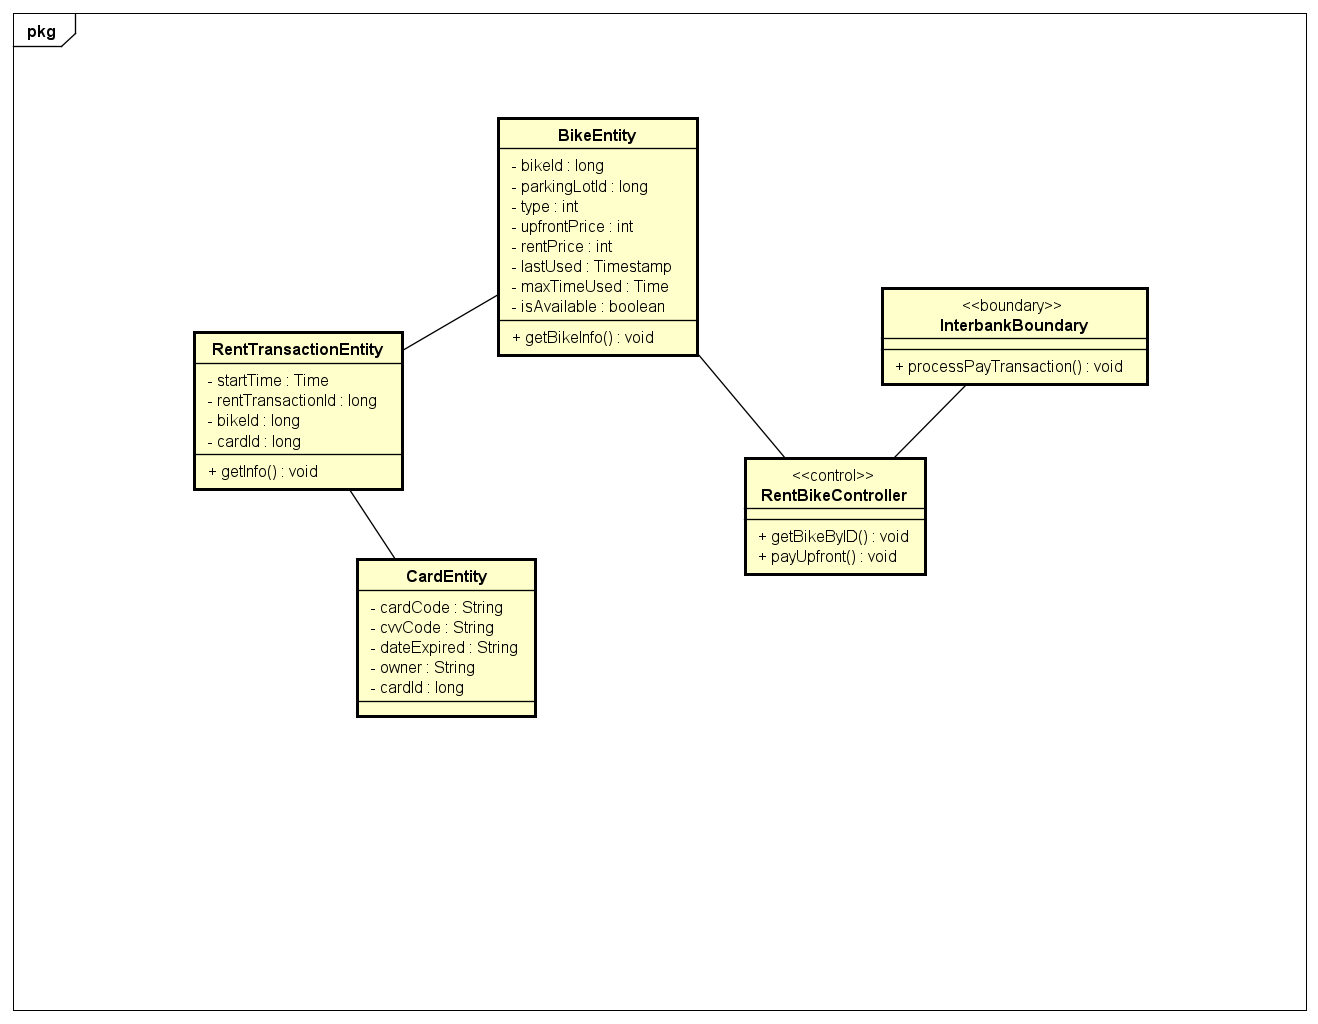 pkg
BikeEntity
- bikeId : long
- parkingLotId : long
- type : int
- upfrontPrice : int
- rentPrice : int
- lastUsed : Timestamp
- maxTimeUsed : Time
- isAvailable : boolean
+ getBikeInfo() : void
<<boundary>>
InterbankBoundary
+ processPayTransaction() : void
RentTransactionEntity
- startTime : Time
- rentTransactionId : long
- bikeId : long
- cardId : long
+ getInfo() : void
<<control>>
RentBikeController
+ getBikeByID() : void
+ payUpfront() : void
CardEntity
- cardCode : String
- cvvCode : String
- dateExpired : String
- owner : String
- cardId : long